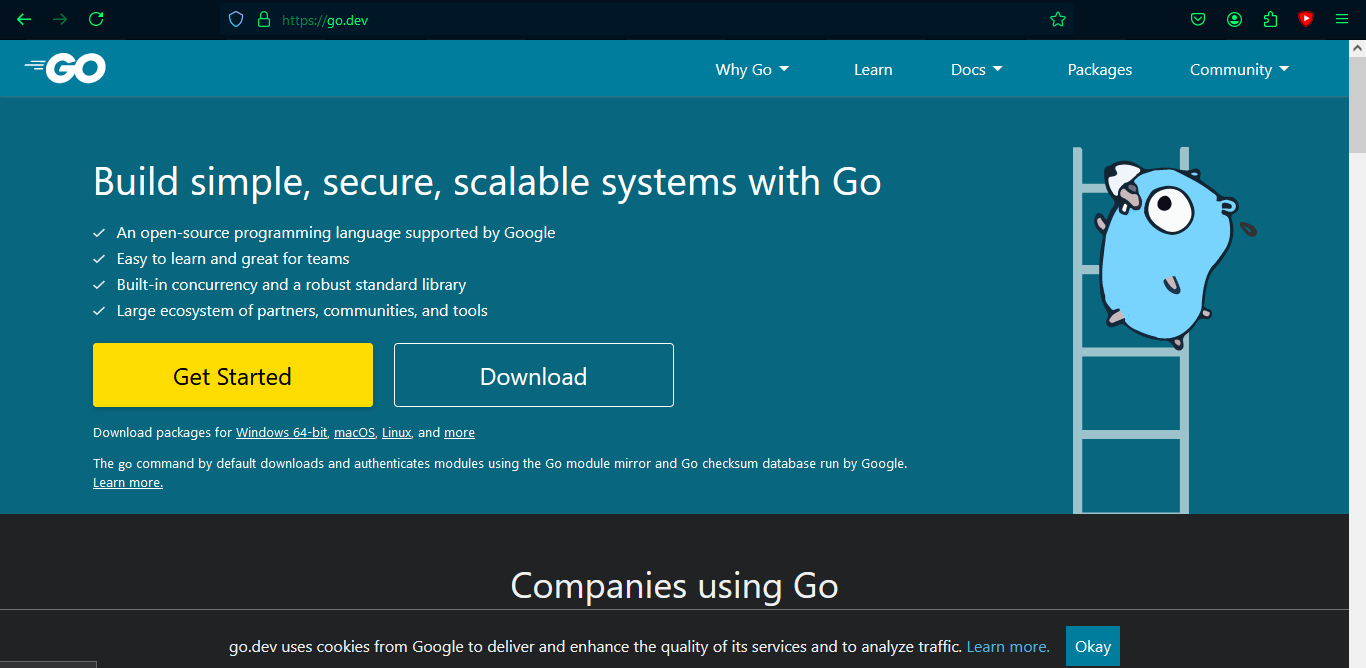 https://go.dev
GO
Why Go
Learn
Docs
Packages
Community
Build simple, secure, scalable systems with Go
An open-source programming language supported by Google
Easy to learn and great for teams
Built-in concurrency and a robust standard library
Large ecosystem of partners, communities, and tools
Get Started
Download
Download packages for Windows 64-bit, macOS, Linux, and more
The go command by default downloads and authenticates modules using the Go module mirror and Go checksum database run by Google.
Learn more.
Companies using Go
go.dev uses cookies from Google to deliver and enhance the quality of its services and to analyze traffic. Learn more.
Okay